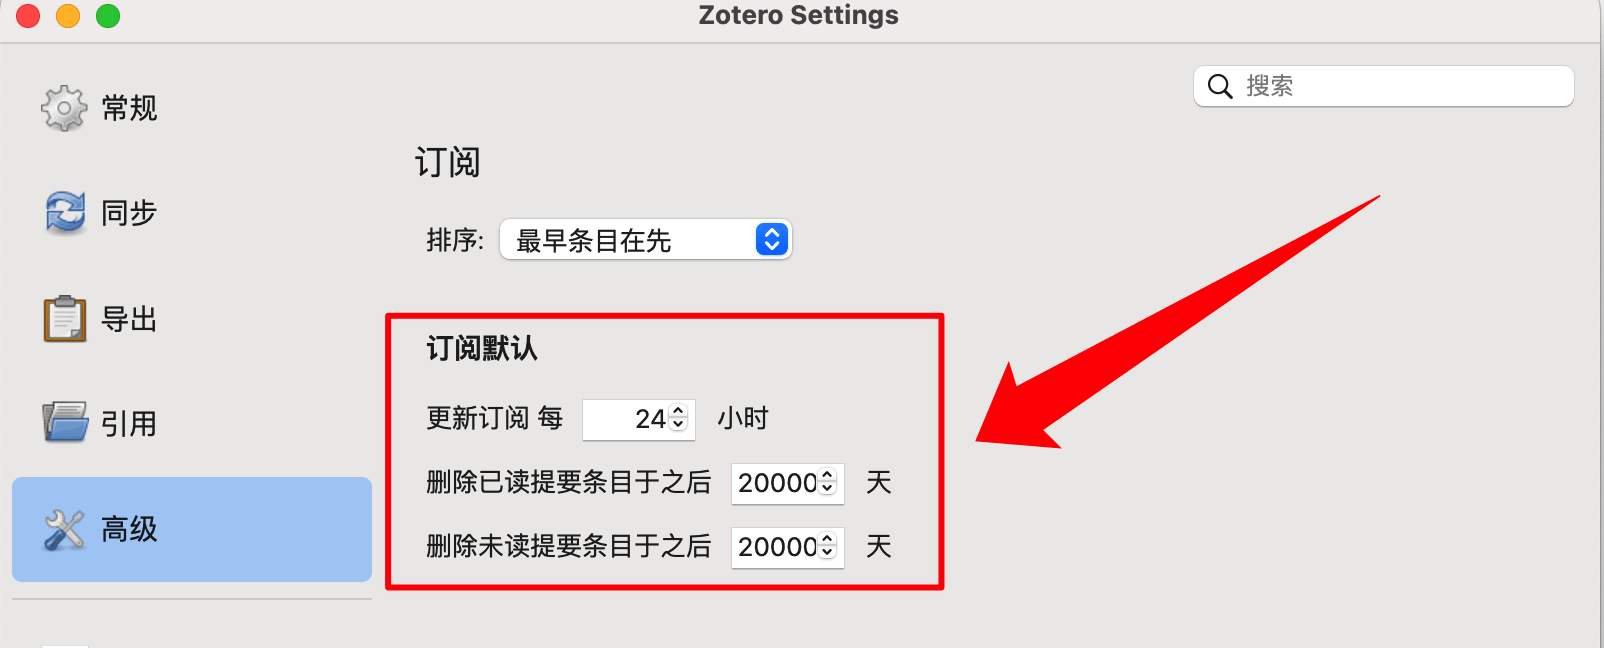 Zotero Settings
搜索
常规
同步
导出
引用
高级
订阅
排序: 最早条目在先
订阅默认
更新订阅 每 24 小时
删除已读提要条目于之后 20000 天
删除未读提要条目于之后 20000 天